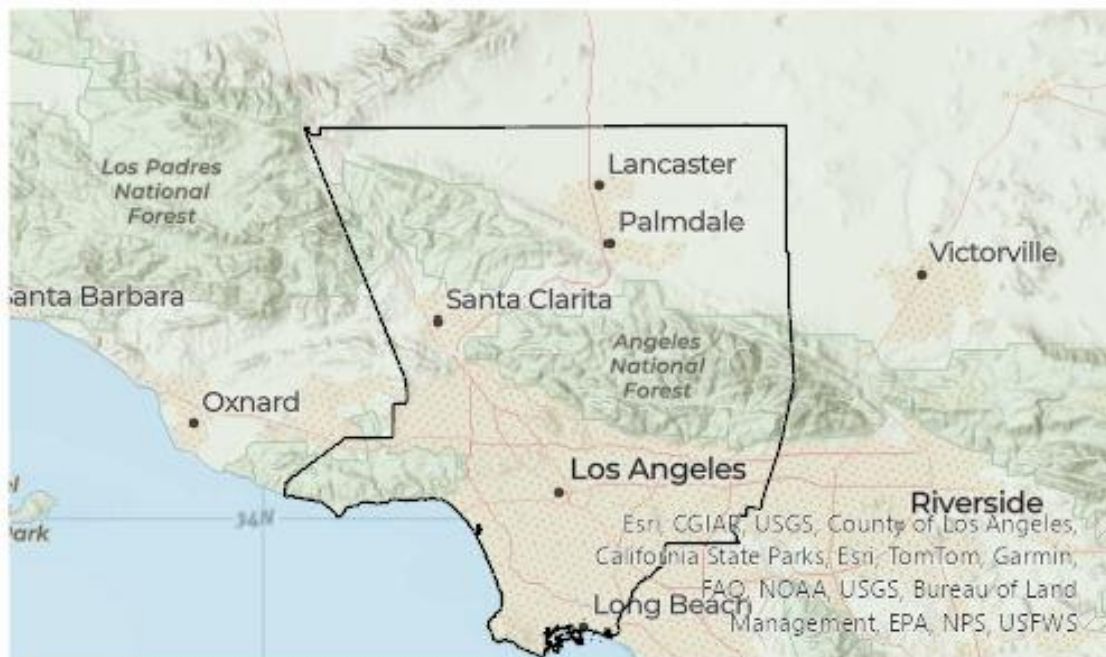 Los Padres
National
Forest
Lancaster
Palmdale
Victorville
Santa Barbara
Santa Clarita
Angeles
National
Forest
Oxnard
Los Angeles
Riverside
ark
34N
Esri, CGIAR, USGS, County of Los Angeles,
California State Parks, Esri, TomTom, Garmin,
FAO, NOAA, USGS, Bureau of Land
Long Beach
Management, EPA, NPS, USFWS